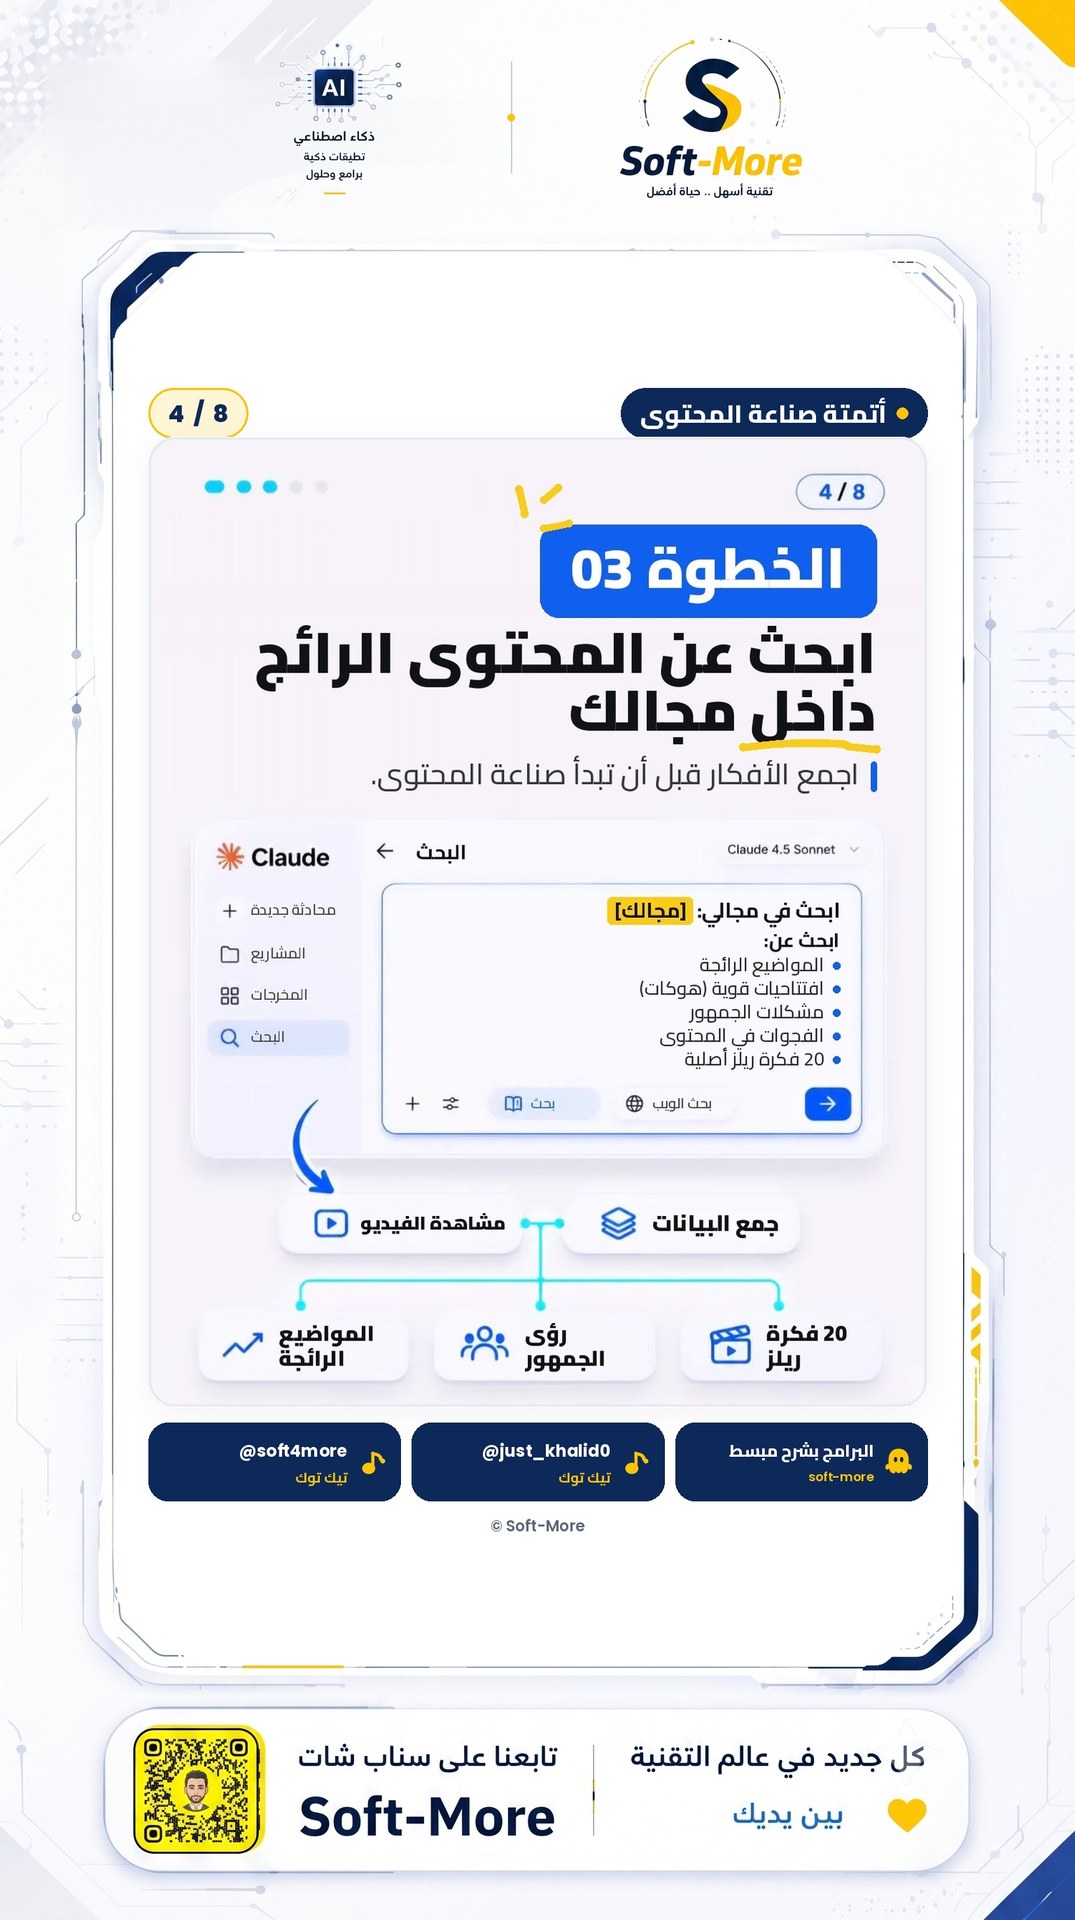 AI
ذكاء اصطناعي
تطبيقات ذكية
برامج وحلول
S
Soft-More
تقنية أسهل .. حياة أفضل
أتمتة صناعة المحتوى
4 / 8
4 / 8
الخطوة 03
ابحث عن المحتوى الرائج
داخل مجالك
اجمع الأفكار قبل أن تبدأ صناعة المحتوى.
Claude
محادثة جديدة
المشاريع
المخرجات
البحث
البحث
Claude 4.5 Sonnet
ابحث في مجالي: [مجالك]
ابحث عن:
المواضيع الرائجة
افتتاحيات قوية (هوكات)
مشكلات الجمهور
الفجوات في المحتوى
20 فكرة ريلز أصلية
بحث الويب
بحث
جمع البيانات
مشاهدة الفيديو
20 فكرة
ريلز
رؤى
الجمهور
المواضيع
الرائجة
البرامج بشرح مبسط
soft-more
@just_khalid0
تيك توك
@soft4more
تيك توك
© Soft-More
كل جديد في عالم التقنية
بين يديك
تابعنا على سناب شات
Soft-More